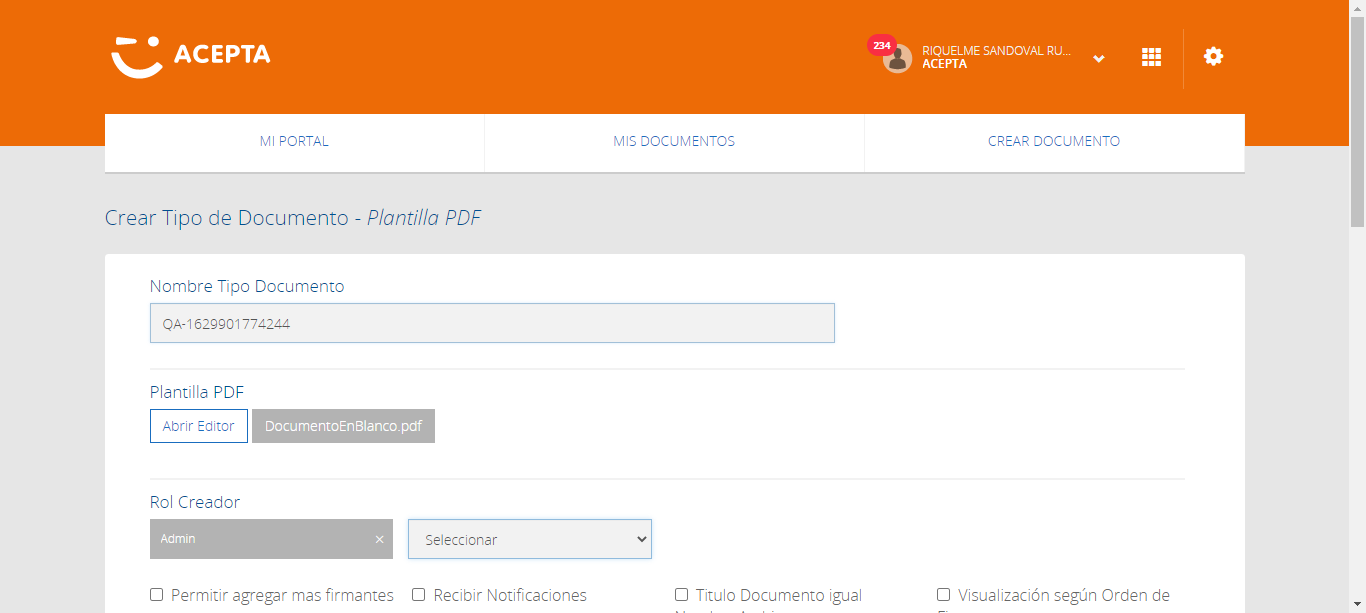 ACEPTA
234
RIQUELME SANDOVAL RU...
ACEPTA
MI PORTAL
MIS DOCUMENTOS
CREAR DOCUMENTO
Crear Tipo de Documento - Plantilla PDF
Nombre Tipo Documento
QA-1629901774244
Plantilla PDF
Abrir Editor
DocumentoEnBlanco.pdf
Rol Creador
Admin ×
Seleccionar
Permitir agregar mas firmantes
Recibir Notificaciones
Titulo Documento igual
Visualización según Orden de